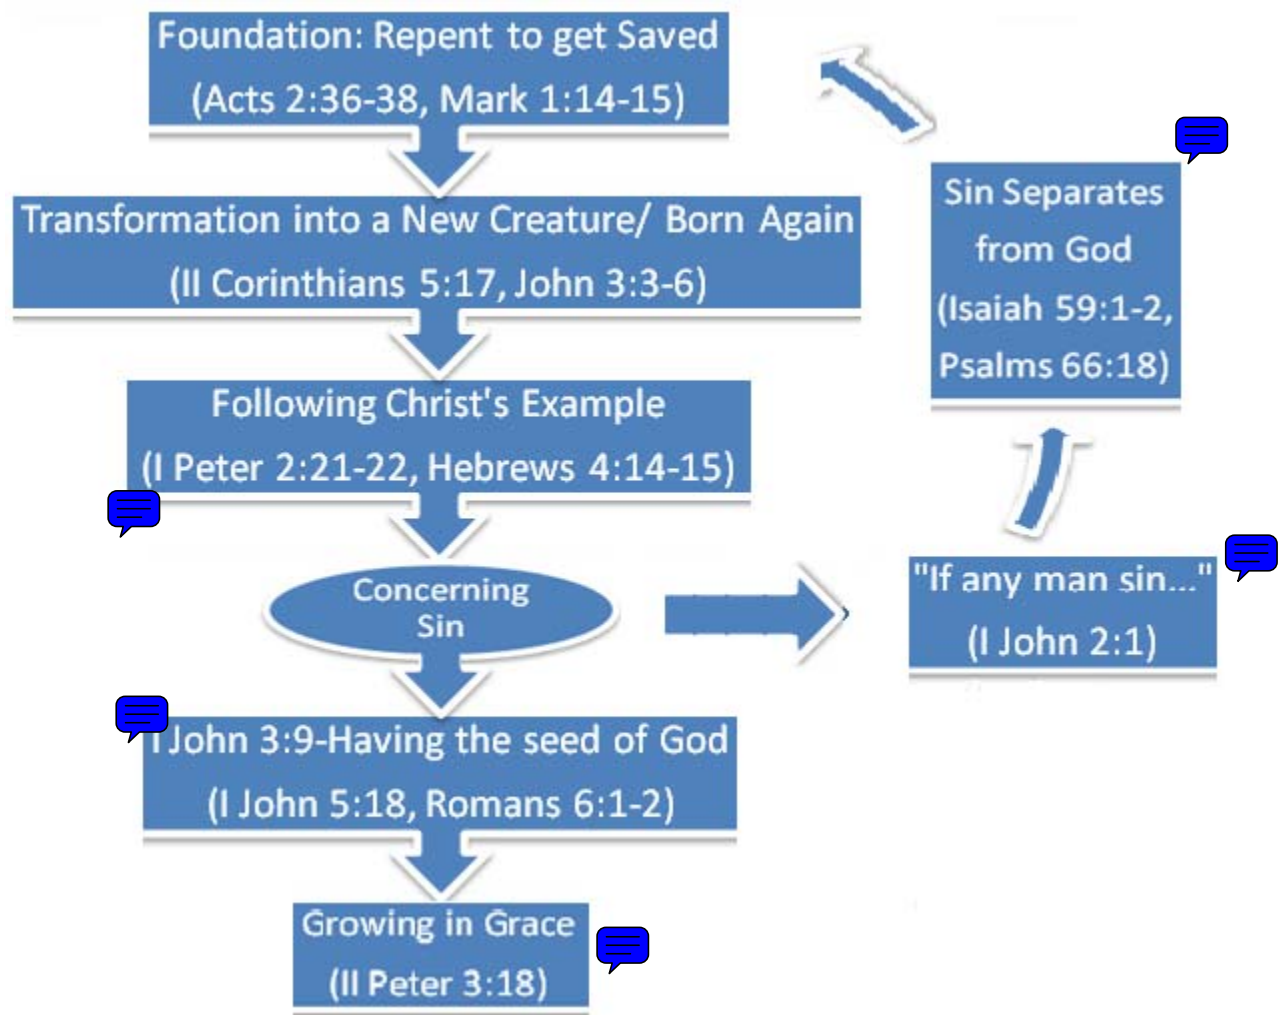 Foundation: Repent to get Saved
(Acts 2:36-38, Mark 1:14-15)
Transformation into a New Creature/ Born Again
(II Corinthians 5:17, John 3:3-6)
Following Christ's Example
(I Peter 2:21-22, Hebrews 4:14-15)
Concerning
Sin
I John 3:9-Having the seed of God
(I John 5:18, Romans 6:1-2)
Growing in Grace
(II Peter 3:18)
"If any man sin..."
(I John 2:1)
Sin Separates
from God
(Isaiah 59:1-2,
Psalms 66:18)